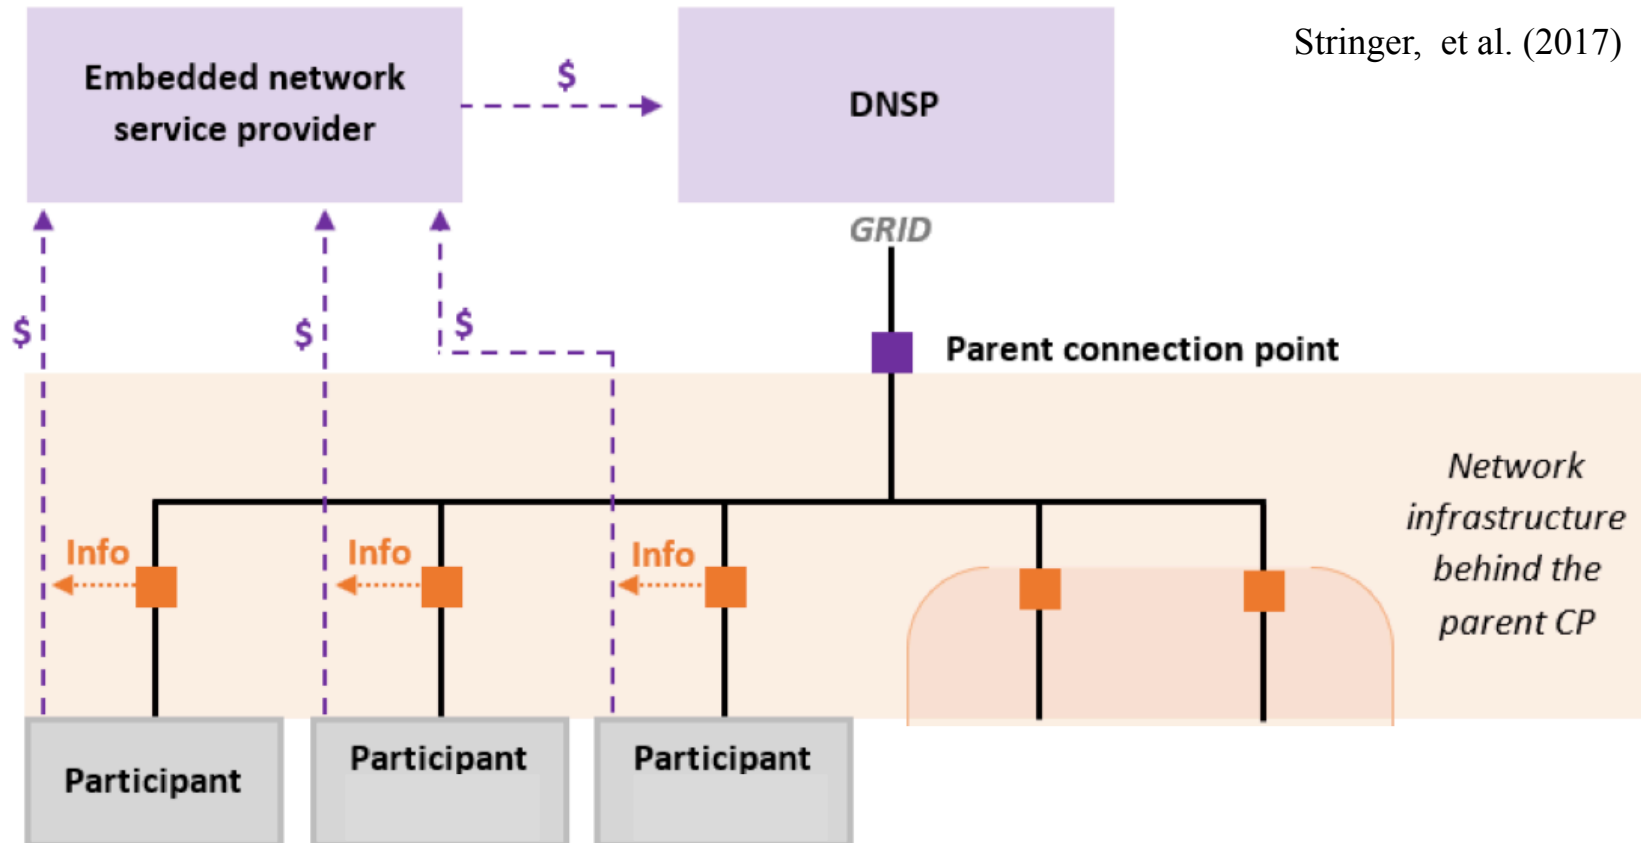 Stringer,  et al. (2017)
Embedded network
service provider
$
DNSP
GRID
$
$
$
Parent connection point
Network
infrastructure
behind the
parent CP
Info
Info
Info
Participant
Participant
Participant